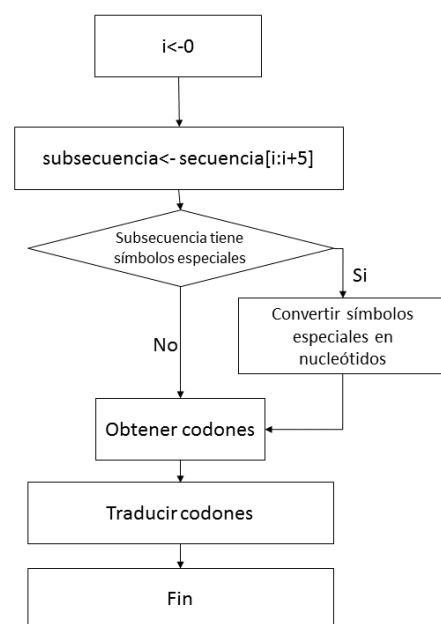 i<-0
subsecuencia<- secuencia[i:i+5]
Subsecuencia tiene
símbolos especiales
Si
Convertir símbolos
especiales en
nucleótidos
No
Obtener codones
Traducir codones
Fin